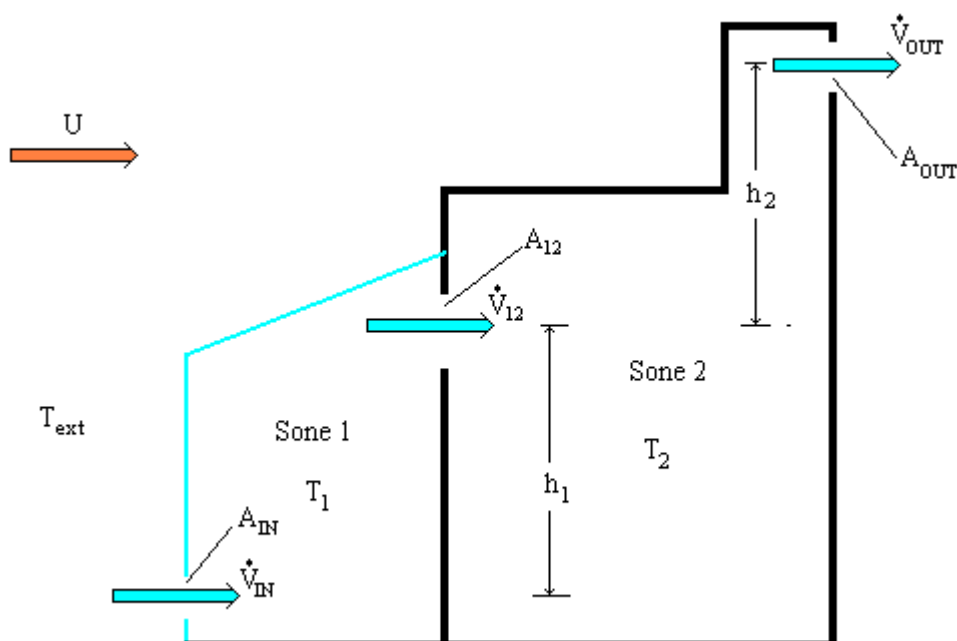 V̇OUT
U
AOUT
h2
A12
V̇12
Sone 2
Text
Sone 1
T2
T1
h1
AIN
V̇IN